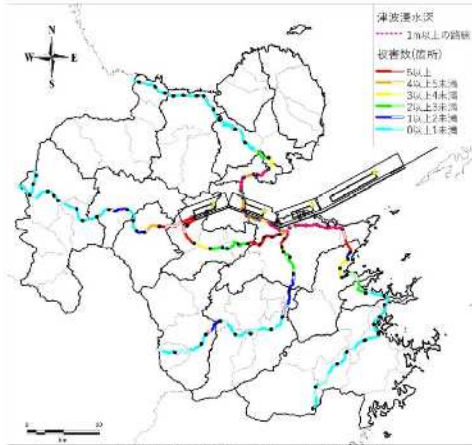 津波浸水深
1m以上の路線
被害数(箇所)
5以上
4以上5未満
3以上4未満
2以上3未満
1以上2未満
0以上1未満
N
W E
S
km